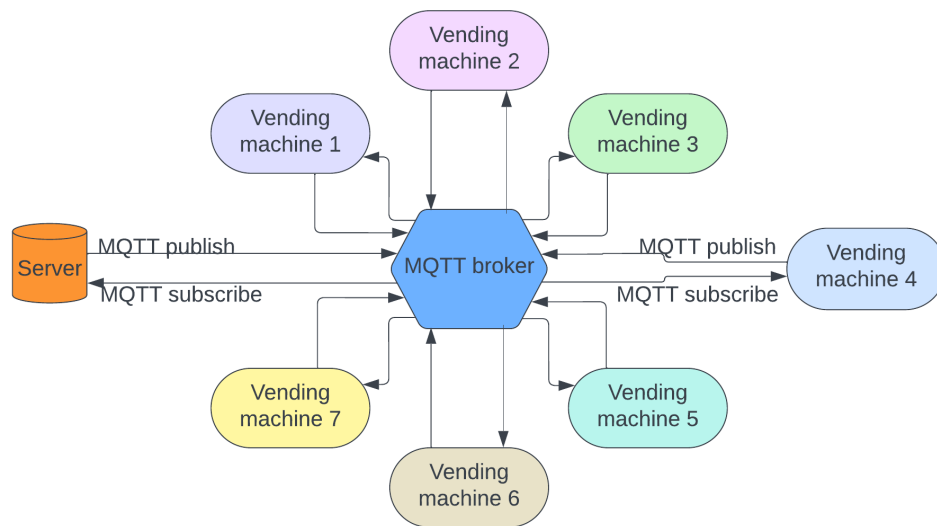 Vending
machine 2
Vending
machine 1
Vending
machine 3
MQTT publish
MQTT publish
Server
MQTT broker
Vending
machine 4
MQTT subscribe
MQTT subscribe
Vending
machine 7
Vending
machine 5
Vending
machine 6